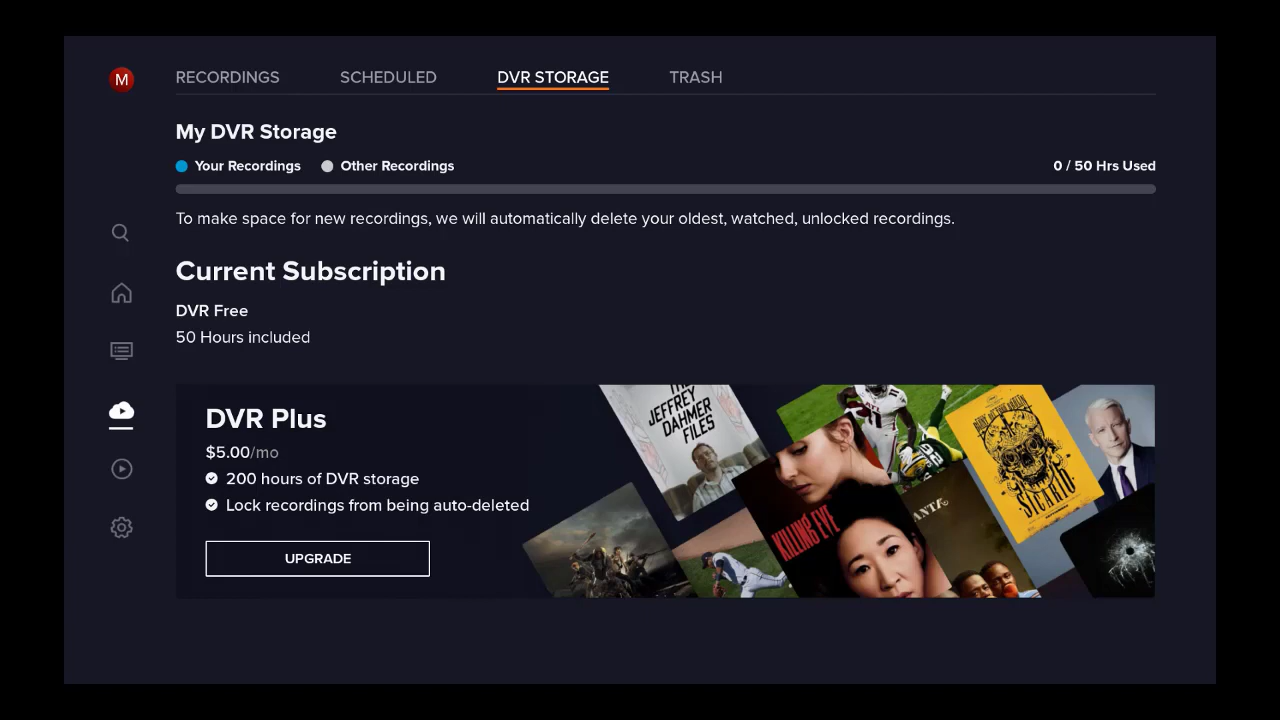 M
RECORDINGS SCHEDULED DVR STORAGE TRASH
My DVR Storage
Your Recordings Other Recordings 0 / 50 Hrs Used
To make space for new recordings, we will automatically delete your oldest, watched, unlocked recordings.
Current Subscription
DVR Free
50 Hours included
DVR Plus
$5.00/mo
200 hours of DVR storage
Lock recordings from being auto-deleted
UPGRADE
THE
JEFFREY
DAHMER
FILES
KILLING EVE
SICARIO